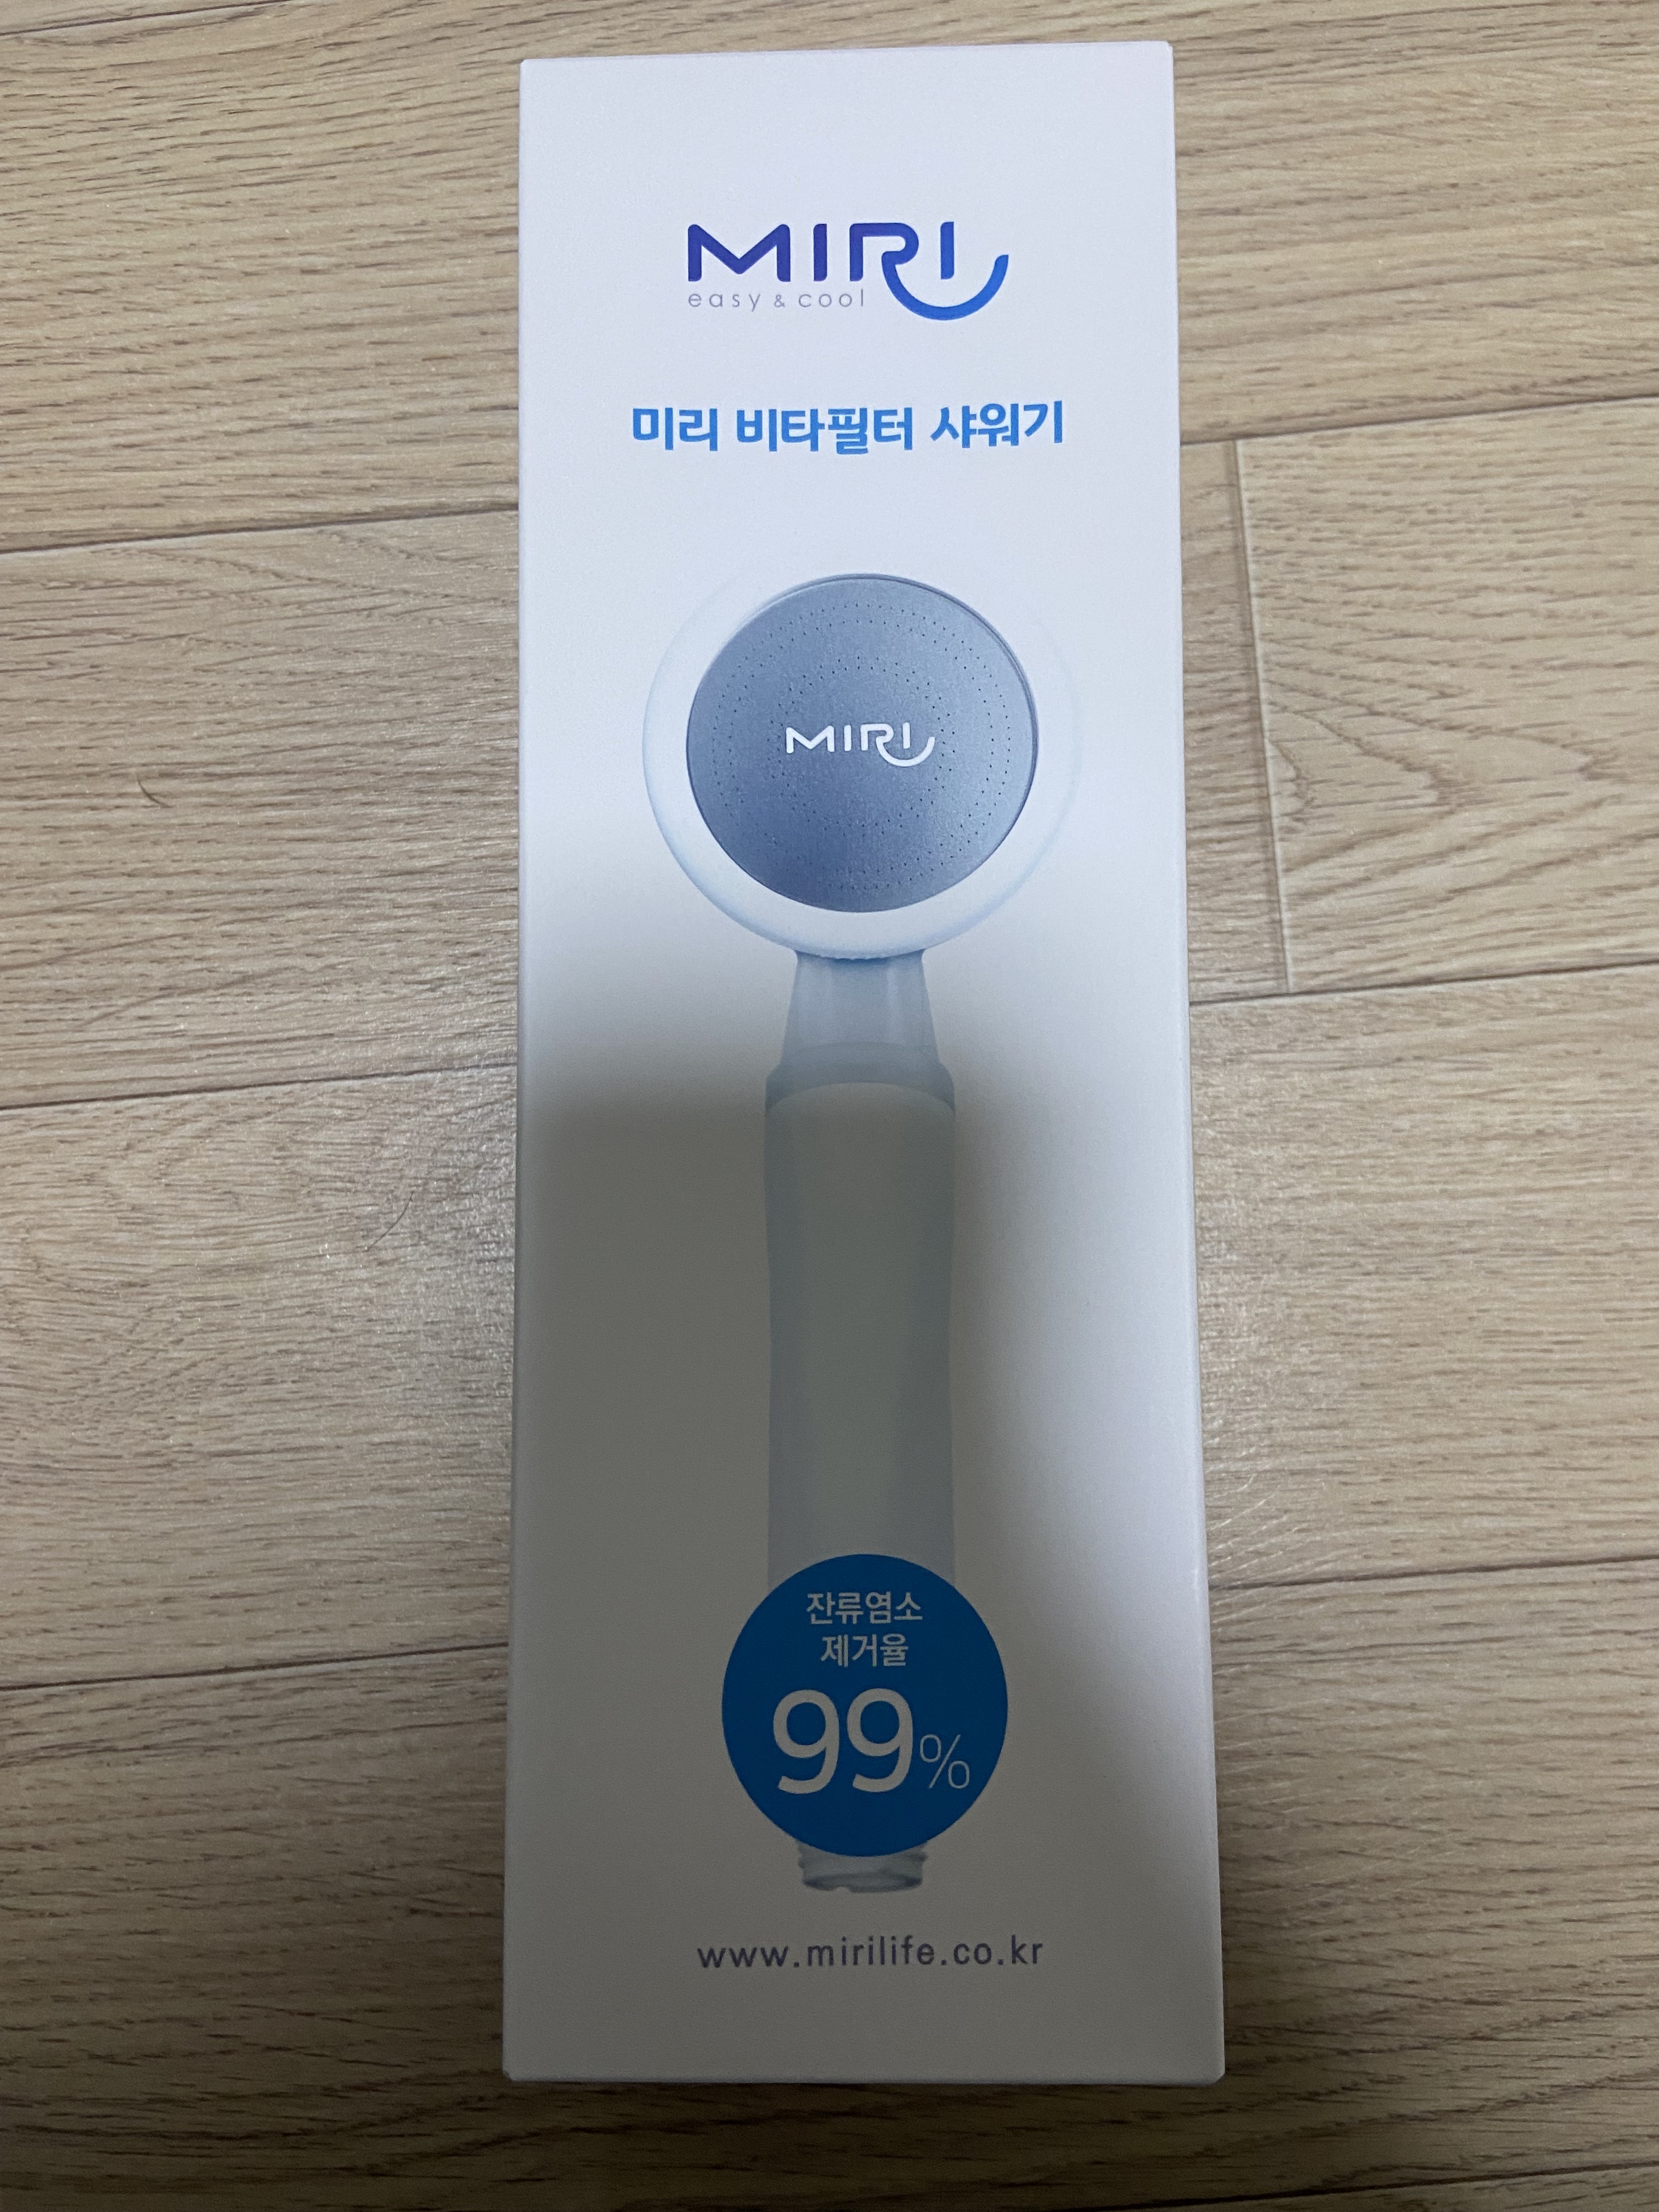 MIRI
easy & cool
미리 비타필터 샤워기
MIRI
잔류염소
제거율
99%
www.mirilife.co.kr